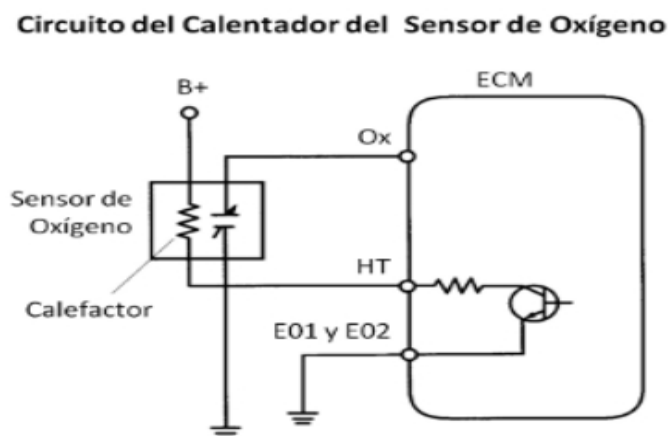 Circuito del Calentador del Sensor de Oxígeno
B+
ECM
Ox
Sensor de
Oxígeno
HT
Calefactor
E01 y E02